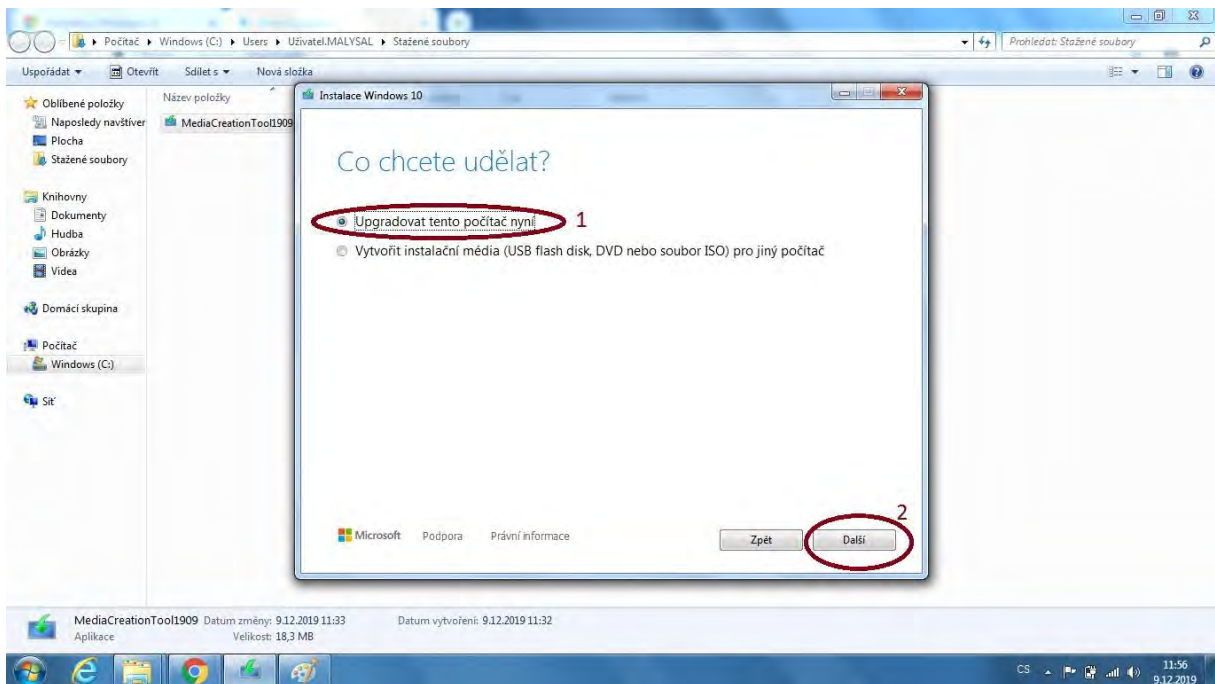 Počítač ▸ Windows (C:) ▸ Users ▸ Uživatel.MALYSAL ▸ Stažené soubory
Prohledat: Stažené soubory
Uspořádat Otevřít Sdílet s Nová složka
Oblíbené položky
Naposledy navštíver
Plocha
Stažené soubory
Knihovny
Dokumenty
Hudba
Obrázky
Videa
Domácí skupina
Počítač
Windows (C:)
Síť
Název položky
MediaCreationTool1909
Instalace Windows 10
Co chcete udělat?
Upgradovat tento počítač nyní 1
Vytvořit instalační média (USB flash disk, DVD nebo soubor ISO) pro jiný počítač
2
Microsoft Podpora Právní informace Zpět Další
MediaCreationTool1909 Datum změny: 9.12.2019 11:33 Datum vytvoření: 9.12.2019 11:32
Aplikace Velikost: 18,3 MB
CS 11:56
9.12.2019